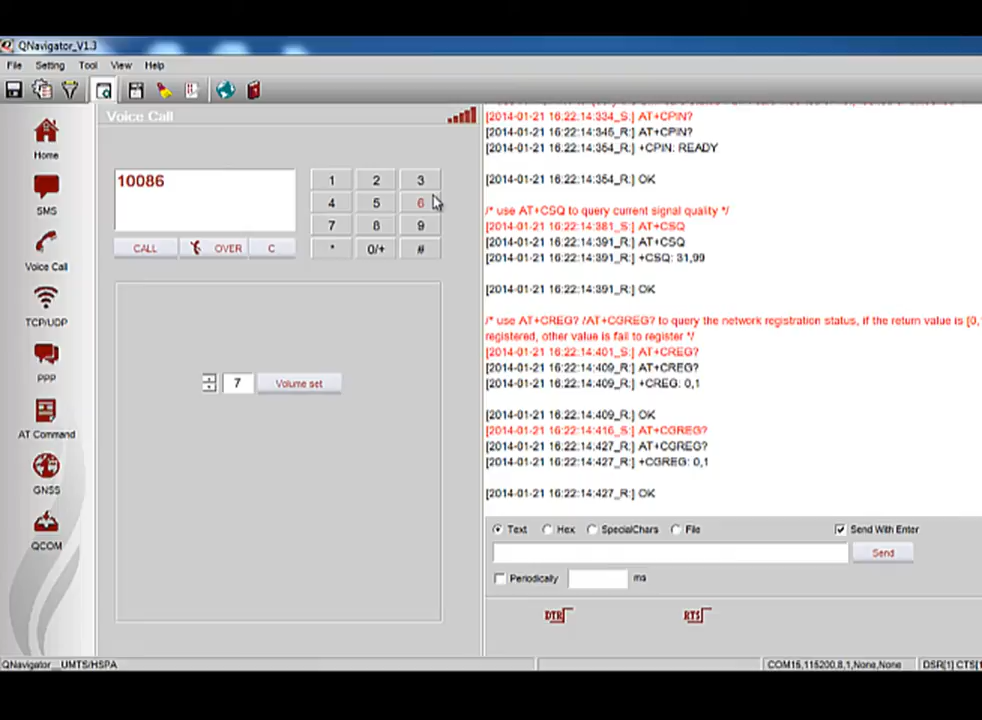 QNavigator_V1.3
File Setting Tool View Help
Home
SMS
Voice Call
TCP/UDP
PPP
AT Command
GNSS
QCOM
Voice Call
10086
1 2 3
4 5 6
7 8 9
* 0/+ #
CALL OVER C
7 Volume set
[2014-01-21 16:22:14:334_S:] AT+CPIN?
[2014-01-21 16:22:14:345_R:] AT+CPIN?
[2014-01-21 16:22:14:354_R:] +CPIN: READY
[2014-01-21 16:22:14:354_R:] OK
/* use AT+CSQ to query current signal quality */
[2014-01-21 16:22:14:381_S:] AT+CSQ
[2014-01-21 16:22:14:391_R:] AT+CSQ
[2014-01-21 16:22:14:391_R:] +CSQ: 31,99
[2014-01-21 16:22:14:391_R:] OK
/* use AT+CREG? /AT+CGREG? to query the network registration status, if the return value is [0,
registered, other value is fail to register */
[2014-01-21 16:22:14:401_S:] AT+CREG?
[2014-01-21 16:22:14:409_R:] AT+CREG?
[2014-01-21 16:22:14:409_R:] +CREG: 0,1
[2014-01-21 16:22:14:409_R:] OK
[2014-01-21 16:22:14:416_S:] AT+CGREG?
[2014-01-21 16:22:14:427_R:] AT+CGREG?
[2014-01-21 16:22:14:427_R:] +CGREG: 0,1
[2014-01-21 16:22:14:427_R:] OK
Text Hex SpecialChars File Send With Enter
Send
Periodically ms
DTR RTS
QNavigator__UMTS/HSPA COM15,115200,8,1,None,None DSR[1] CTS[1